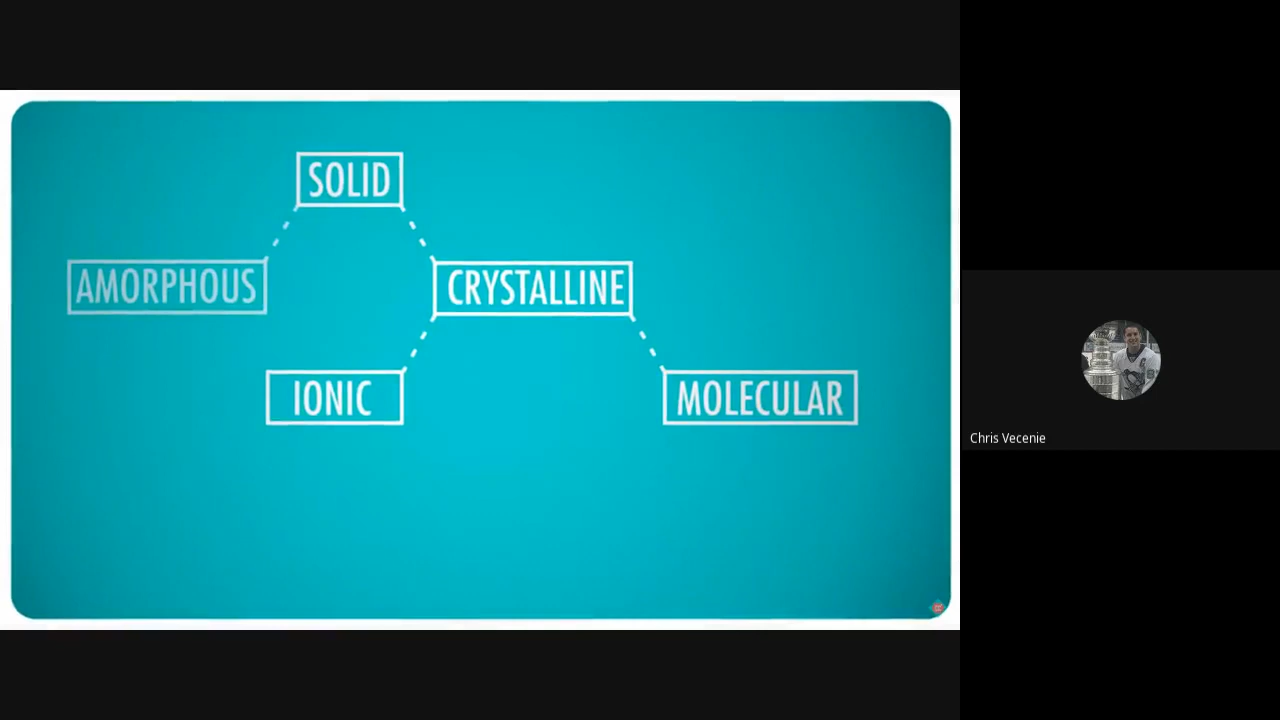 SOLID
AMORPHOUS
CRYSTALLINE
IONIC
MOLECULAR
Chris Vecenie